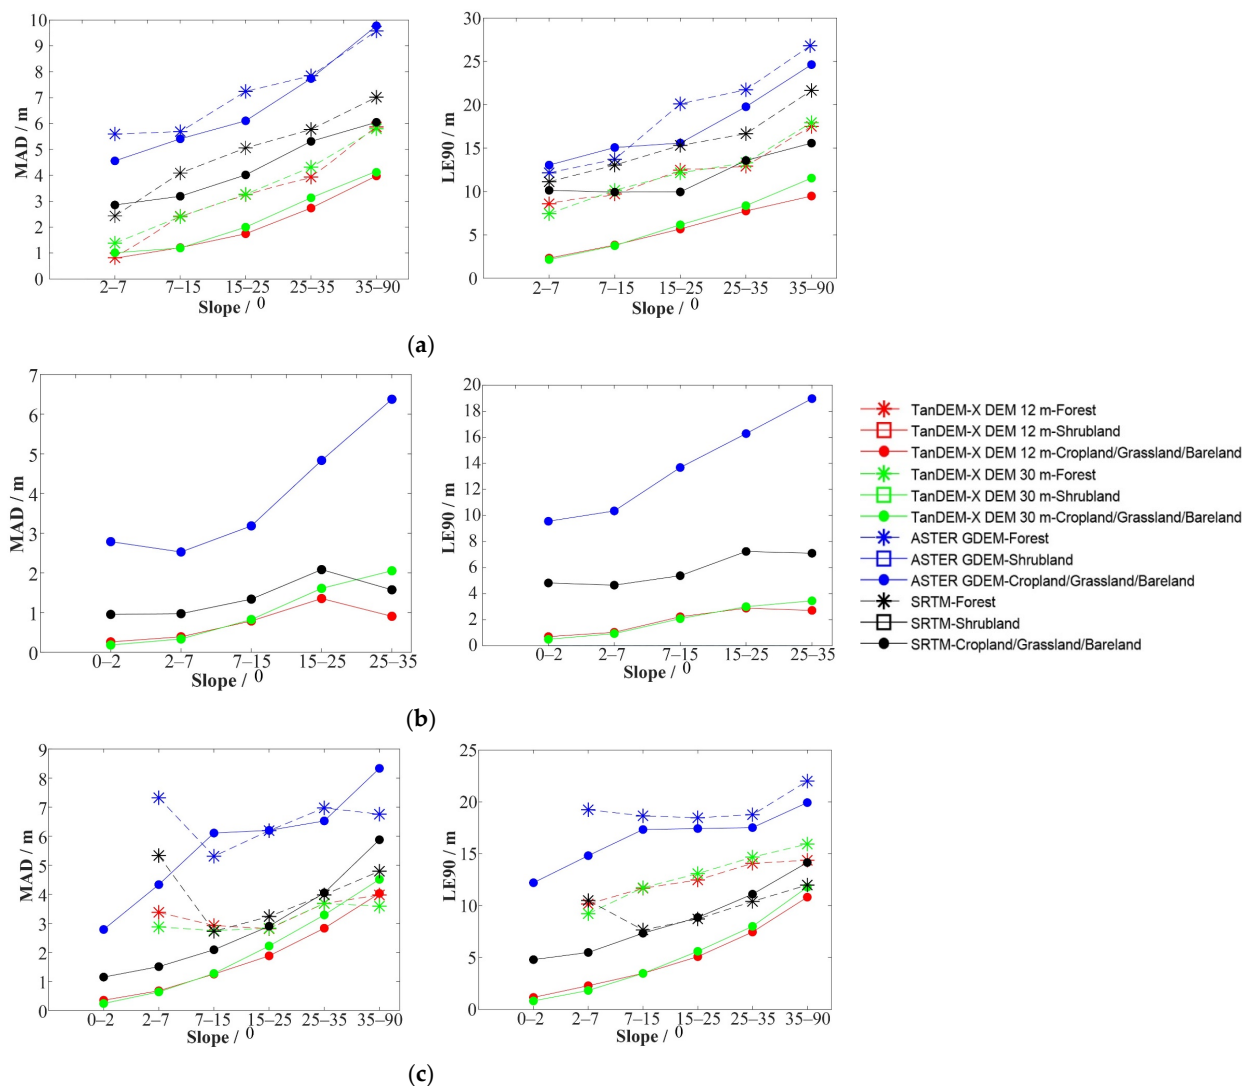 10
9
8
7
6
5
4
3
2
1
0
MAD / m
2–7 7–15 15–25 25–35 35–90
Slope / 0
30
25
20
15
10
5
0
LE90 / m
2–7 7–15 15–25 25–35 35–90
Slope / 0
(a)
7
6
5
4
3
2
1
0
MAD / m
0–2 2–7 7–15 15–25 25–35
Slope / 0
20
18
16
14
12
10
8
6
4
2
0
LE90 / m
0–2 2–7 7–15 15–25 25–35
Slope / 0
TanDEM-X DEM 12 m-Forest
TanDEM-X DEM 12 m-Shrubland
TanDEM-X DEM 12 m-Cropland/Grassland/Bareland
TanDEM-X DEM 30 m-Forest
TanDEM-X DEM 30 m-Shrubland
TanDEM-X DEM 30 m-Cropland/Grassland/Bareland
ASTER GDEM-Forest
ASTER GDEM-Shrubland
ASTER GDEM-Cropland/Grassland/Bareland
SRTM-Forest
SRTM-Shrubland
SRTM-Cropland/Grassland/Bareland
(b)
9
8
7
6
5
4
3
2
1
0
MAD / m
0–2 2–7 7–15 15–25 25–35 35–90
Slope / 0
25
20
15
10
5
0
LE90 / m
0–2 2–7 7–15 15–25 25–35 35–90
Slope / 0
(c)